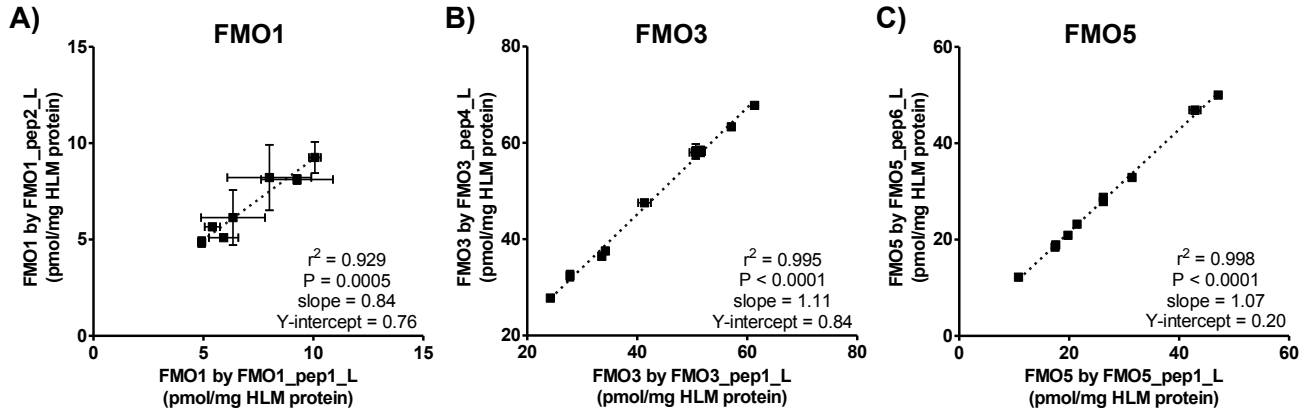 A)
FMO1
FMO1 by FMO1_pep2_L
(pmol/mg HLM protein)
15
10
5
0
r² = 0.929
P = 0.0005
slope = 0.84
Y-intercept = 0.76
0 5 10 15
FMO1 by FMO1_pep1_L
(pmol/mg HLM protein)
B)
FMO3
FMO3 by FMO3_pep4_L
(pmol/mg HLM protein)
80
60
40
20
r² = 0.995
P < 0.0001
slope = 1.11
Y-intercept = 0.84
20 40 60 80
FMO3 by FMO3_pep1_L
(pmol/mg HLM protein)
C)
FMO5
FMO5 by FMO5_pep6_L
(pmol/mg HLM protein)
60
40
20
0
r² = 0.998
P < 0.0001
slope = 1.07
Y-intercept = 0.20
0 20 40 60
FMO5 by FMO5_pep1_L
(pmol/mg HLM protein)